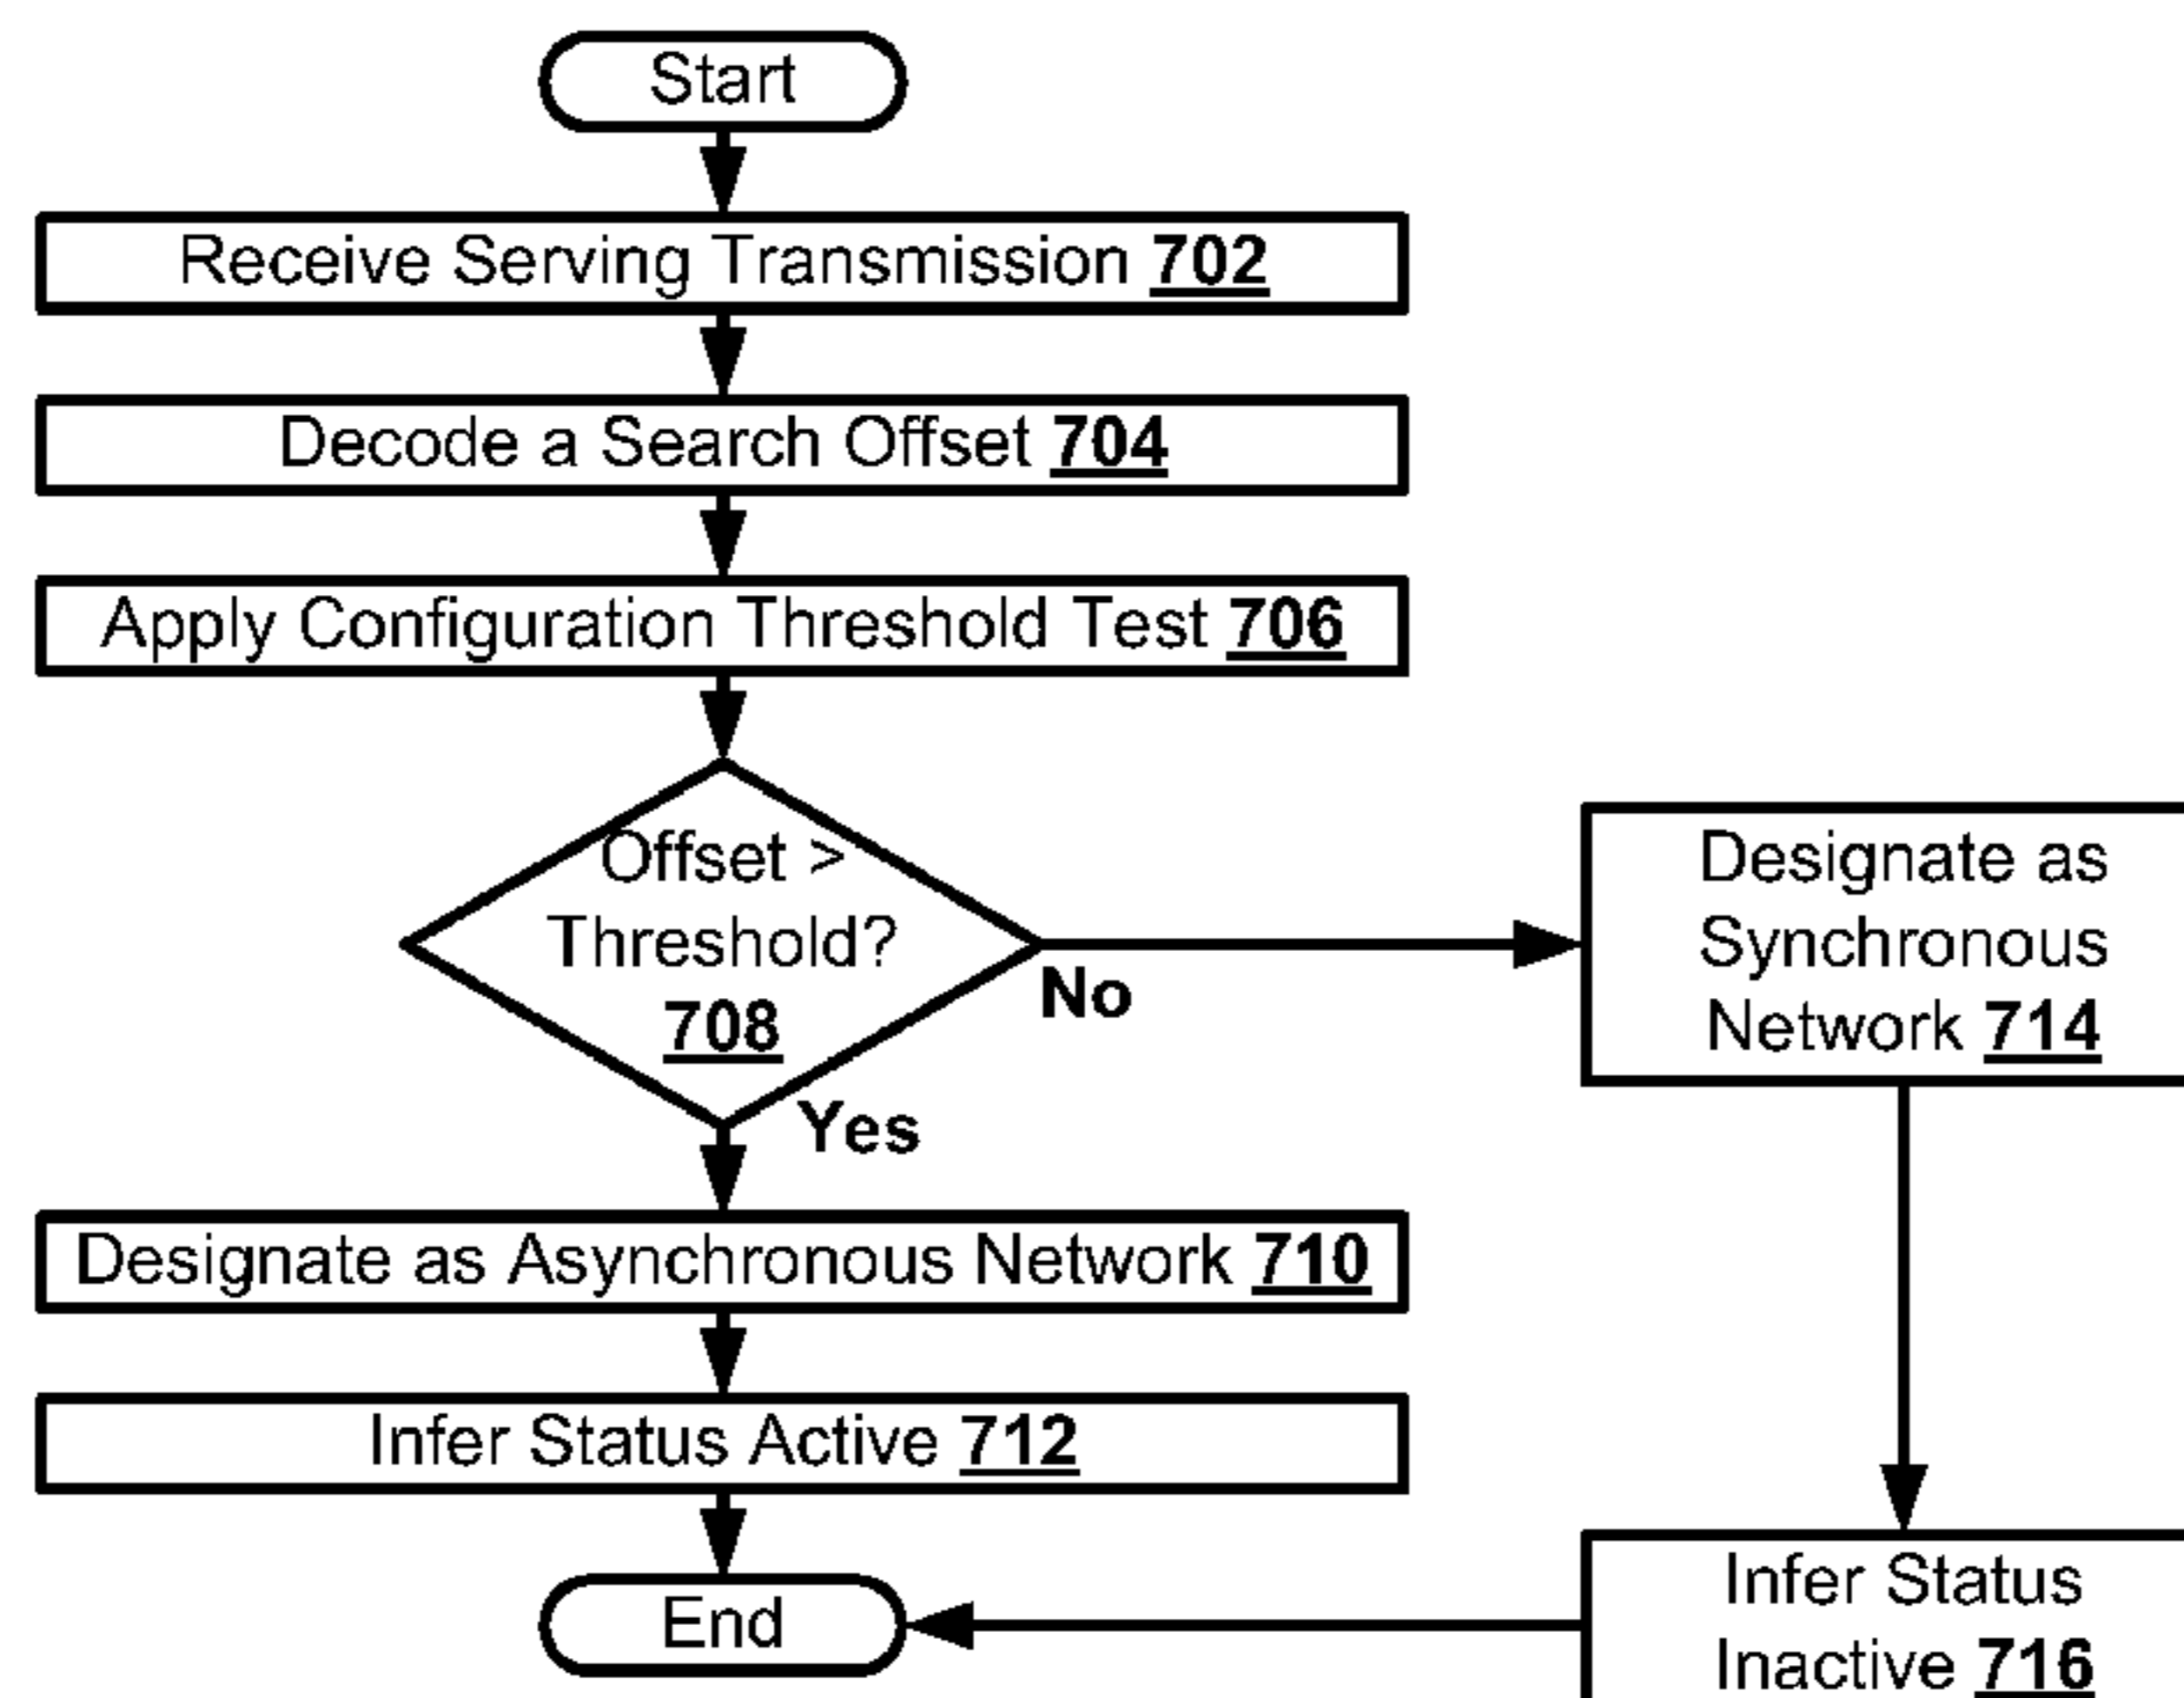 Start
Receive Serving Transmission 702
Decode a Search Offset 704
Apply Configuration Threshold Test 706
Offset >
Threshold?
708
No
Yes
Designate as
Synchronous
Network 714
Designate as Asynchronous Network 710
Infer Status Active 712
End
Infer Status
Inactive 716